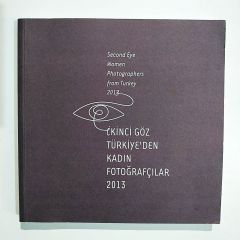 Second Eye
Women
Photographers
from Turkey
2013
İKİNCİ GÖZ
TÜRKİYE'DEN
KADIN
FOTOĞRAFÇILAR
2013